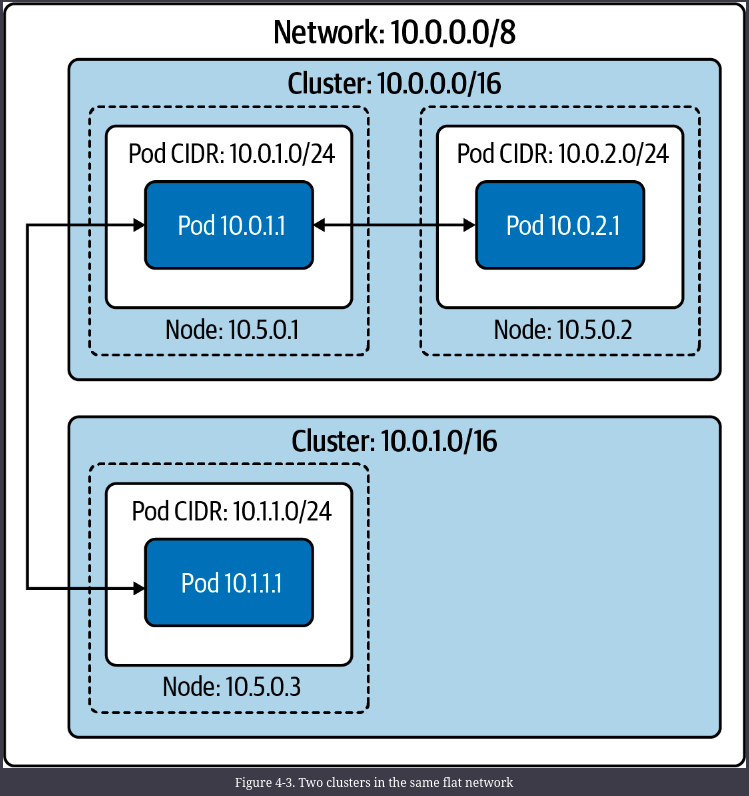 Network: 10.0.0.0/8
Cluster: 10.0.0.0/16
Pod CIDR: 10.0.1.0/24
Pod 10.0.1.1
Node: 10.5.0.1
Pod CIDR: 10.0.2.0/24
Pod 10.0.2.1
Node: 10.5.0.2
Cluster: 10.0.1.0/16
Pod CIDR: 10.1.1.0/24
Pod 10.1.1.1
Node: 10.5.0.3
Figure 4-3. Two clusters in the same flat network